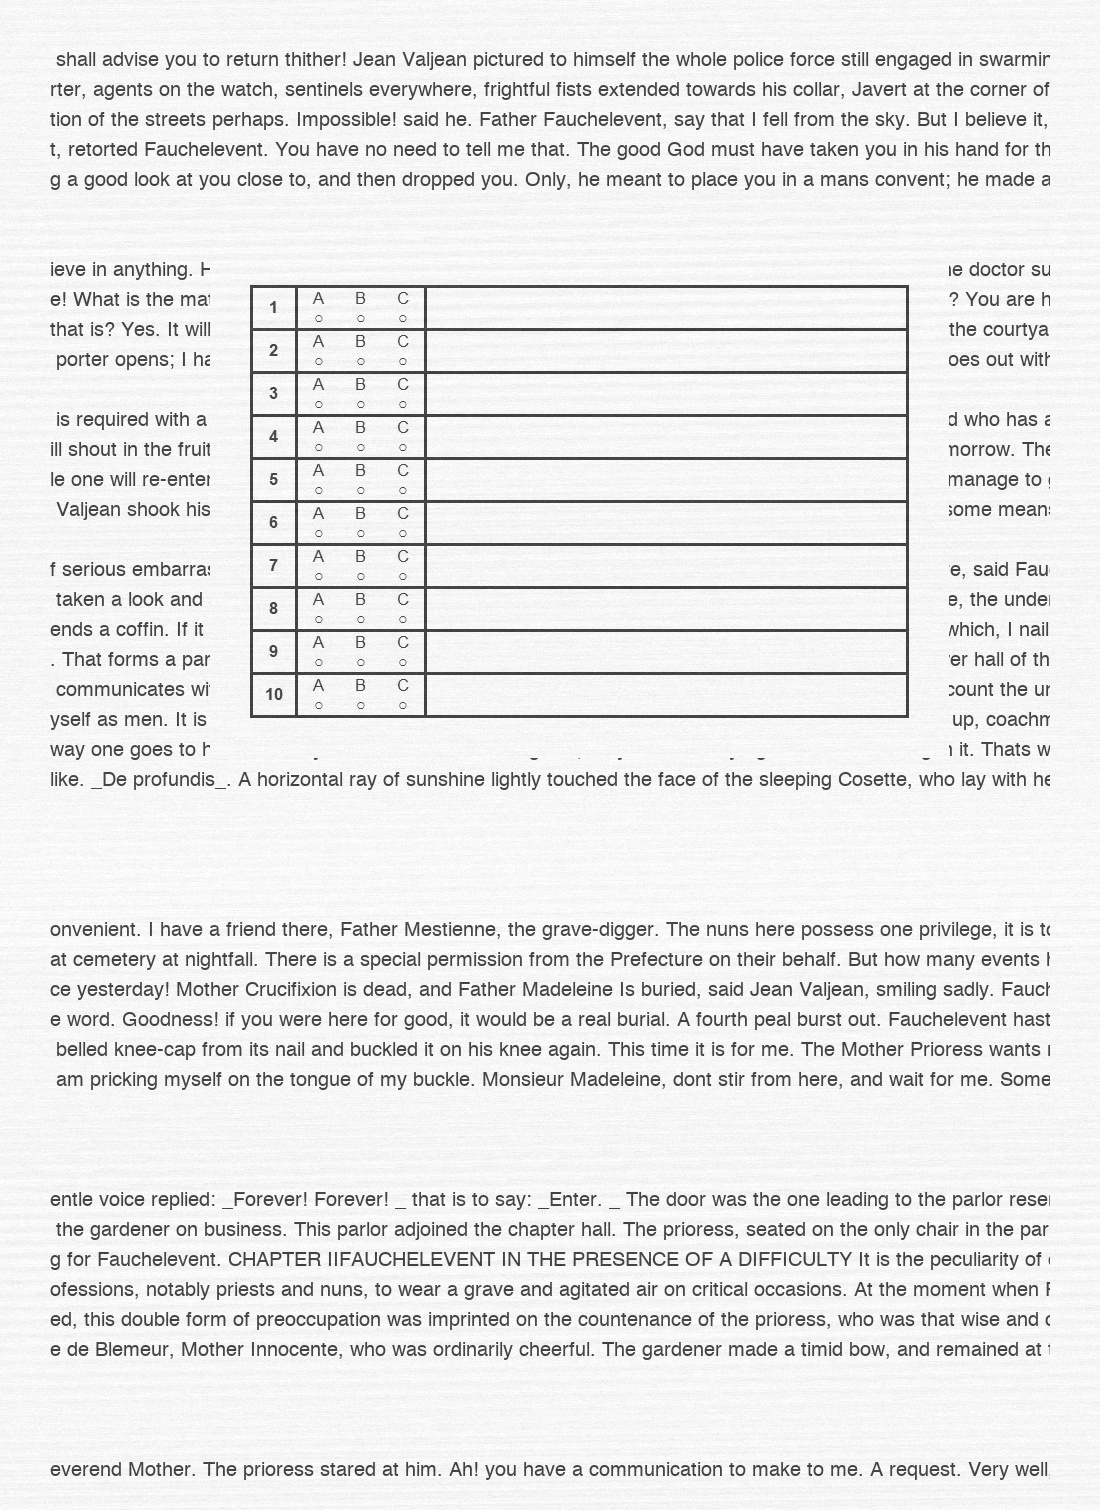 shall advise you to return thither! Jean Valjean pictured to himself the whole police force still engaged in swarmin
rter, agents on the watch, sentinels everywhere, frightful fists extended towards his collar, Javert at the corner of
tion of the streets perhaps. Impossible! said he. Father Fauchelevent, say that I fell from the sky. But I believe it,
t, retorted Fauchelevent. You have no need to tell me that. The good God must have taken you in his hand for th
g a good look at you close to, and then dropped you. Only, he meant to place you in a mans convent; he made a
ieve in anything.
e! What is the mat
that is? Yes. It will
porter opens; I ha
is required with a
ill shout in the fruit
le one will re-enter
Valjean shook his
f serious embarras
taken a look and
ends a coffin. If it
. That forms a par
communicates wi
yself as men. It is
way one goes to h
1 A B C
2 A B C
3 A B C
4 A B C
5 A B C
6 A B C
7 A B C
8 A B C
9 A B C
10 A B C
e doctor su
? You are h
the courtya
oes out with
d who has a
morrow. The
manage to
some means
e, said Fau
e, the under
which, I nail
er hall of th
count the un
up, coachm
it. Thats w
like. _De profundis_. A horizontal ray of sunshine lightly touched the face of the sleeping Cosette, who lay with he
onvenient. I have a friend there, Father Mestienne, the grave-digger. The nuns here possess one privilege, it is to
at cemetery at nightfall. There is a special permission from the Prefecture on their behalf. But how many events
ce yesterday! Mother Crucifixion is dead, and Father Madeleine Is buried, said Jean Valjean, smiling sadly. Fauch
e word. Goodness! if you were here for good, it would be a real burial. A fourth peal burst out. Fauchelevent hast
belled knee-cap from its nail and buckled it on his knee again. This time it is for me. The Mother Prioress wants
am pricking myself on the tongue of my buckle. Monsieur Madeleine, dont stir from here, and wait for me. Some
entle voice replied: _Forever! Forever! _ that is to say: _Enter. _ The door was the one leading to the parlor reser
the gardener on business. This parlor adjoined the chapter hall. The prioress, seated on the only chair in the par
g for Fauchelevent. CHAPTER IIFAUCHELEVENT IN THE PRESENCE OF A DIFFICULTY It is the peculiarity of
ofessions, notably priests and nuns, to wear a grave and agitated air on critical occasions. At the moment when F
ed, this double form of preoccupation was imprinted on the countenance of the prioress, who was that wise and c
e de Blemeur, Mother Innocente, who was ordinarily cheerful. The gardener made a timid bow, and remained at
everend Mother. The prioress stared at him. Ah! you have a communication to make to me. A request. Very well